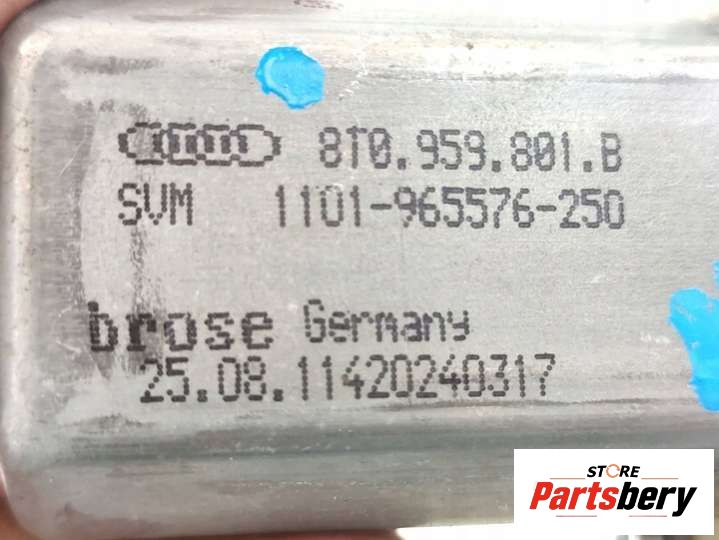 8T0.959.801.B
SVM 1101-965576-250
brose Germany
25.08.11420240317
STORE
Partsbery